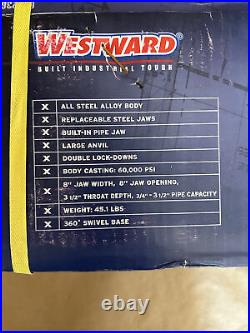 WESTWARD
BUILT INDUSTRIAL TOUGH
X ALL STEEL ALLOY BODY
X REPLACEABLE STEEL JAWS
X BUILT-IN PIPE JAW
X LARGE ANVIL
X DOUBLE LOCK-DOWNS
X BODY CASTING: 60,000 PSI
X 8" JAW WIDTH, 8" JAW OPENING,
3 1/2" THROAT DEPTH, 3/4" - 3 1/2" PIPE CAPACITY
X WEIGHT: 45.1 LBS
X 360° SWIVEL BASE